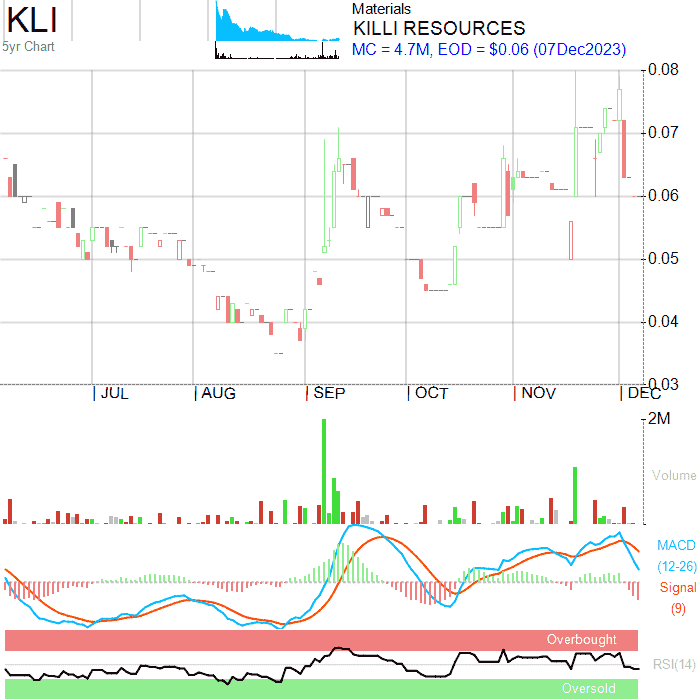 KLI
5yr Chart
Materials
KILLI RESOURCES
MC = 4.7M, EOD = $0.06 (07Dec2023)
0.08
0.07
0.06
0.05
0.04
0.03
JUL AUG SEP OCT NOV DEC
2M
Volume
MACD
(12-26)
Signal
(9)
Overbought
RSI(14)
Oversold